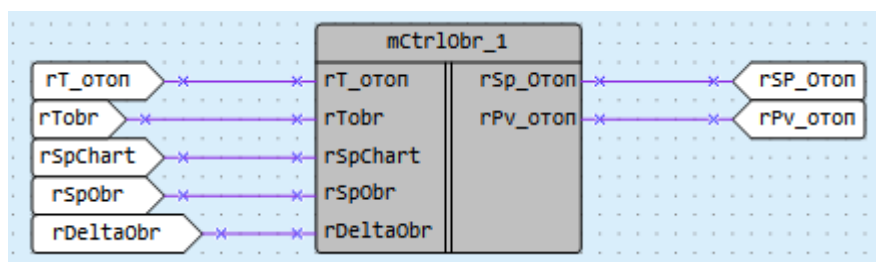 mCtrlObr_1
rT_отоп rT_отоп rSp_Отоп rSP_Отоп
rTobr rTobr rPv_отоп rPv_отоп
rSpChart rSpChart
rSpObr rSpObr
rDeltaObr rDeltaObr